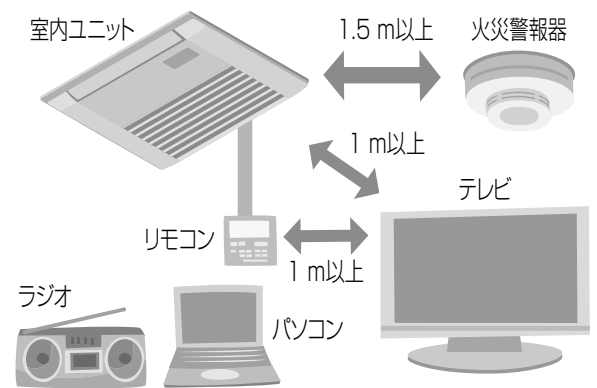 室内ユニット
1.5 m以上
火災警報器
1 m以上
テレビ
リモコン
1 m以上
ラジオ
パソコン